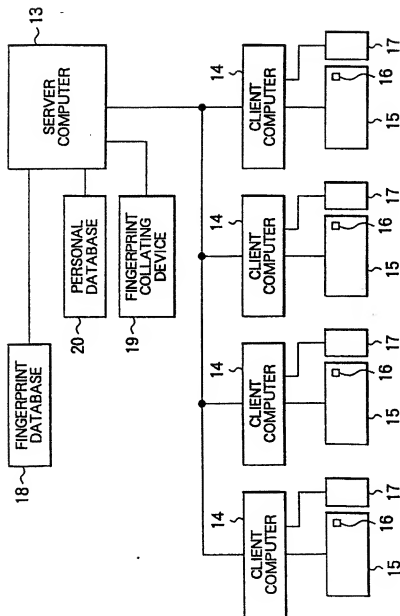 13
SERVER
COMPUTER
FINGERPRINT
DATABASE
18
PERSONAL
DATABASE
20
FINGERPRINT
COLLATING
DEVICE
19
14
CLIENT
COMPUTER
15
16
17
14
CLIENT
COMPUTER
15
16
17
14
CLIENT
COMPUTER
15
16
17
14
CLIENT
COMPUTER
15
16
17